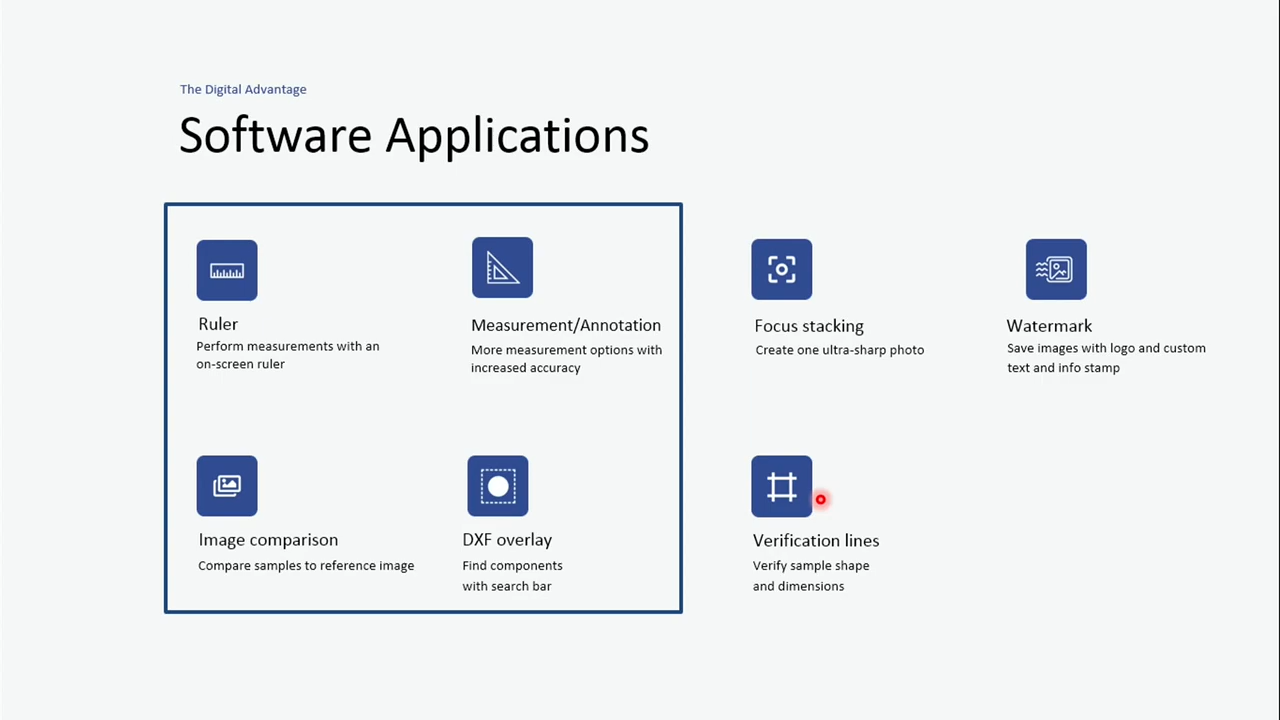 The Digital Advantage
Software Applications
Ruler
Perform measurements with an
on-screen ruler
Measurement/Annotation
More measurement options with
increased accuracy
Focus stacking
Create one ultra-sharp photo
Watermark
Save images with logo and custom
text and info stamp
Image comparison
Compare samples to reference image
DXF overlay
Find components
with search bar
Verification lines
Verify sample shape
and dimensions